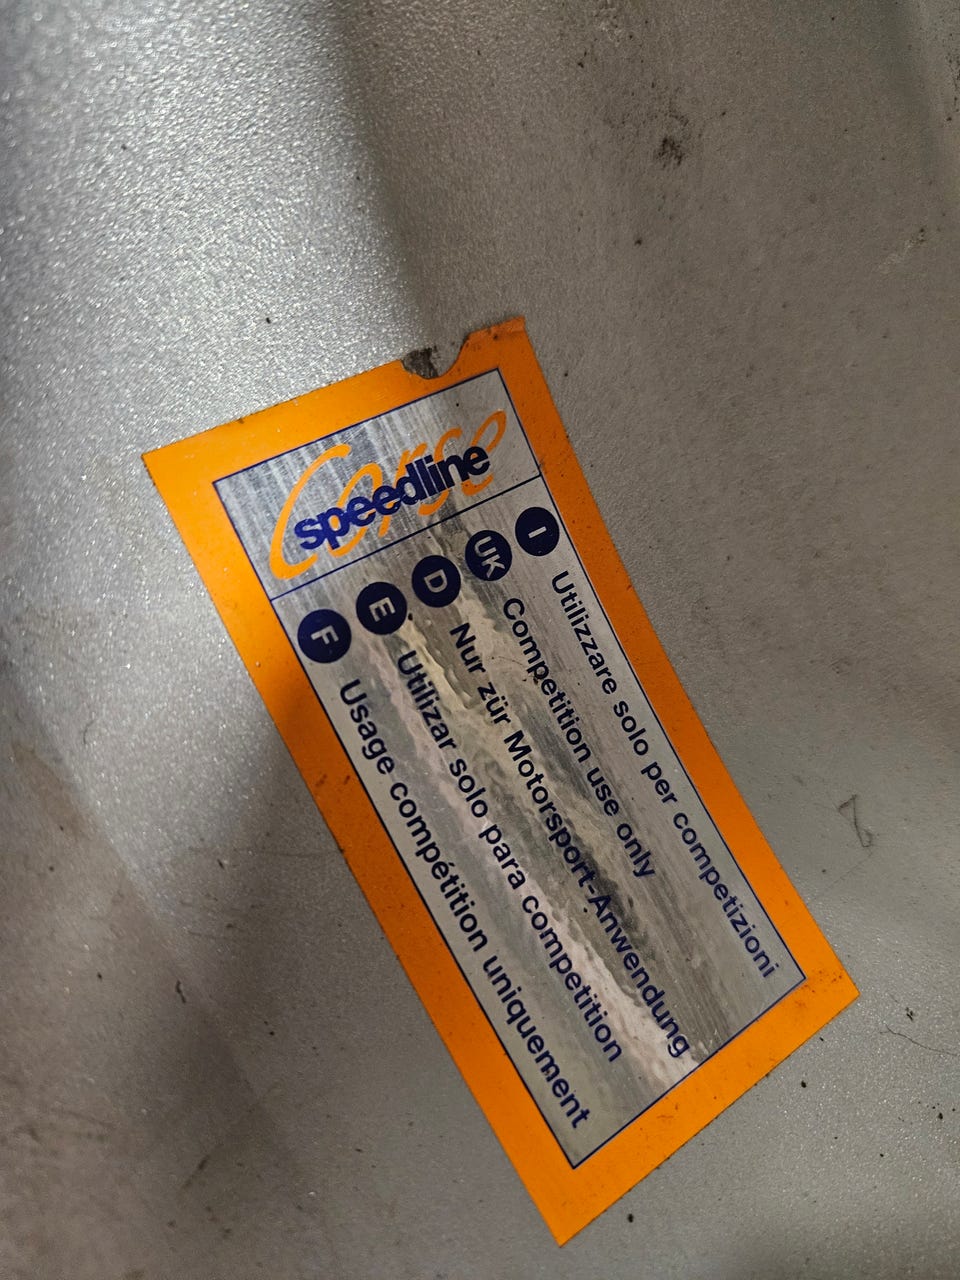 Corse
speedline
I Utilizzare solo per competizioni
UK Competition use only
D Nur zür Motorsport-Anwendung
E Utilizar solo para competition
F Usage compétition uniquement